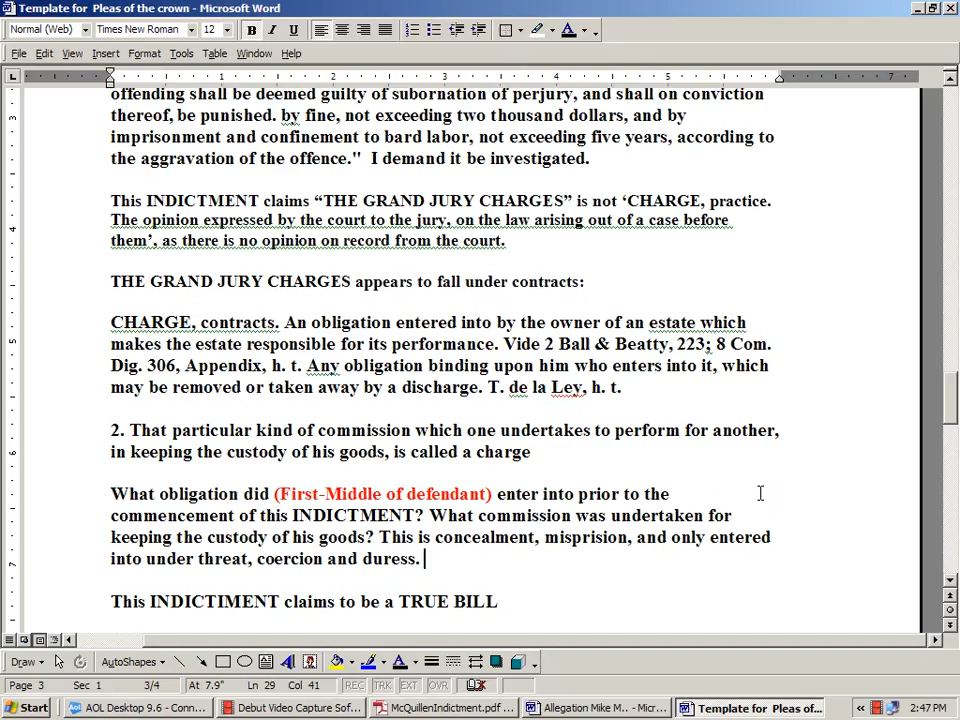 Template for Pleas of the crown - Microsoft Word
Normal (Web) Times New Roman 12 B I U
File Edit View Insert Format Tools Table Window Help
1 2 3 4 5 7
offending shall be deemed guilty of subornation of perjury, and shall on conviction
thereof, be punished. by fine, not exceeding two thousand dollars, and by
imprisonment and confinement to bard labor, not exceeding five years, according to
the aggravation of the offence." I demand it be investigated.
This INDICTMENT claims “THE GRAND JURY CHARGES” is not ‘CHARGE, practice.
The opinion expressed by the court to the jury, on the law arising out of a case before
them’, as there is no opinion on record from the court.
THE GRAND JURY CHARGES appears to fall under contracts:
CHARGE, contracts. An obligation entered into by the owner of an estate which
makes the estate responsible for its performance. Vide 2 Ball & Beatty, 223; 8 Com.
Dig. 306, Appendix, h. t. Any obligation binding upon him who enters into it, which
may be removed or taken away by a discharge. T. de la Ley, h. t.
2. That particular kind of commission which one undertakes to perform for another,
in keeping the custody of his goods, is called a charge
What obligation did (First-Middle of defendant) enter into prior to the
commencement of this INDICTMENT? What commission was undertaken for
keeping the custody of his goods? This is concealment, misprision, and only entered
into under threat, coercion and duress.
This INDICTIMENT claims to be a TRUE BILL
Draw AutoShapes
Page 3 Sec 1 3/4 At 7.9" Ln 29 Col 41 REC TRK EXT OVR
Start AOL Desktop 9.6 - Conn... Debut Video Capture Sof... McQuillenIndictment.pdf ... Allegation Mike M.. - Micr... Template for Pleas of... « 2:47 PM